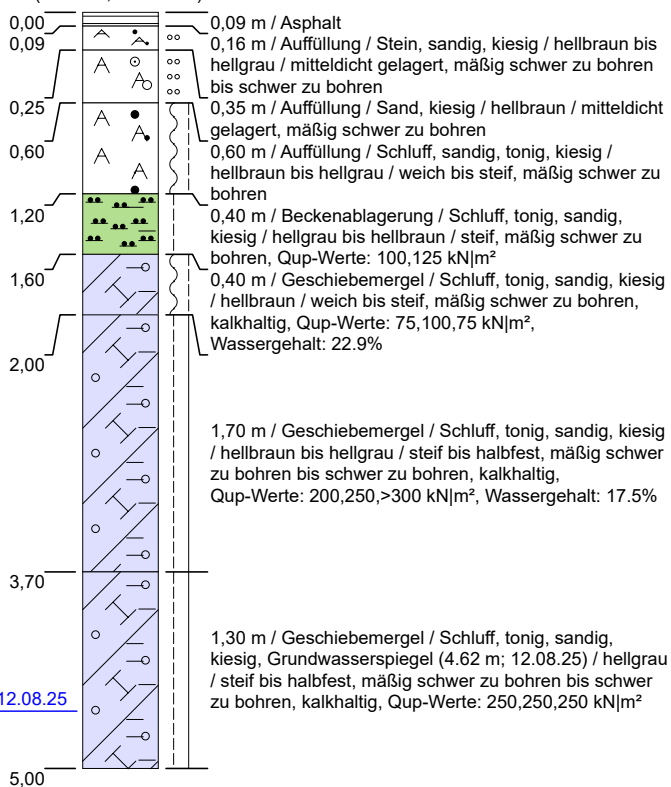 0,00
0,09 m / Asphalt
0,09
0,16 m / Auffüllung / Stein, sandig, kiesig / hellbraun bis
hellgrau / mitteldicht gelagert, mäßig schwer zu bohren
bis schwer zu bohren
0,25
0,35 m / Auffüllung / Sand, kiesig / hellbraun / mitteldicht
gelagert, mäßig schwer zu bohren
0,60
0,60 m / Auffüllung / Schluff, sandig, tonig, kiesig /
hellbraun bis hellgrau / weich bis steif, mäßig schwer zu
bohren
1,20
0,40 m / Beckenablagerung / Schluff, tonig, sandig,
kiesig / hellgrau bis hellbraun / steif, mäßig schwer zu
bohren, Qup-Werte: 100,125 kN|m²
1,60
0,40 m / Geschiebemergel / Schluff, tonig, sandig, kiesig
/ hellbraun / weich bis steif, mäßig schwer zu bohren,
kalkhaltig, Qup-Werte: 75,100,75 kN|m²,
Wassergehalt: 22.9%
2,00
1,70 m / Geschiebemergel / Schluff, tonig, sandig, kiesig
/ hellbraun bis hellgrau / steif bis halbfest, mäßig schwer
zu bohren bis schwer zu bohren, kalkhaltig,
Qup-Werte: 200,250,>300 kN|m², Wassergehalt: 17.5%
3,70
1,30 m / Geschiebemergel / Schluff, tonig, sandig,
kiesig, Grundwasserspiegel (4.62 m; 12.08.25) / hellgrau
/ steif bis halbfest, mäßig schwer zu bohren bis schwer
zu bohren, kalkhaltig, Qup-Werte: 250,250,250 kN|m²
12.08.25
5,00